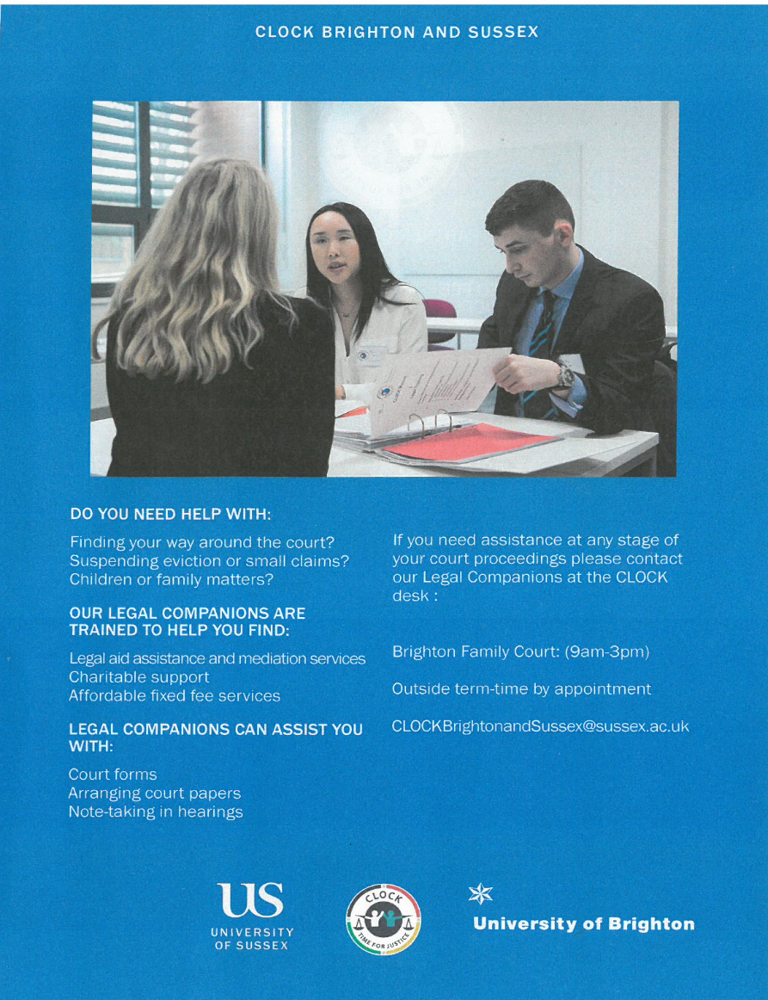 CLOCK BRIGHTON AND SUSSEX
DO YOU NEED HELP WITH:
Finding your way around the court?
Suspending eviction or small claims?
Children or family matters?
OUR LEGAL COMPANIONS ARE
TRAINED TO HELP YOU FIND:
Legal aid assistance and mediation services
Charitable support
Affordable fixed fee services
LEGAL COMPANIONS CAN ASSIST YOU
WITH:
Court forms
Arranging court papers
Note-taking in hearings
If you need assistance at any stage of
your court proceedings please contact
our Legal Companions at the CLOCK
desk :
Brighton Family Court: (9am-3pm)
Outside term-time by appointment
CLOCKBrightonandSussex@sussex.ac.uk
US
UNIVERSITY
OF SUSSEX
CLOCK
TIME FOR JUSTICE
University of Brighton